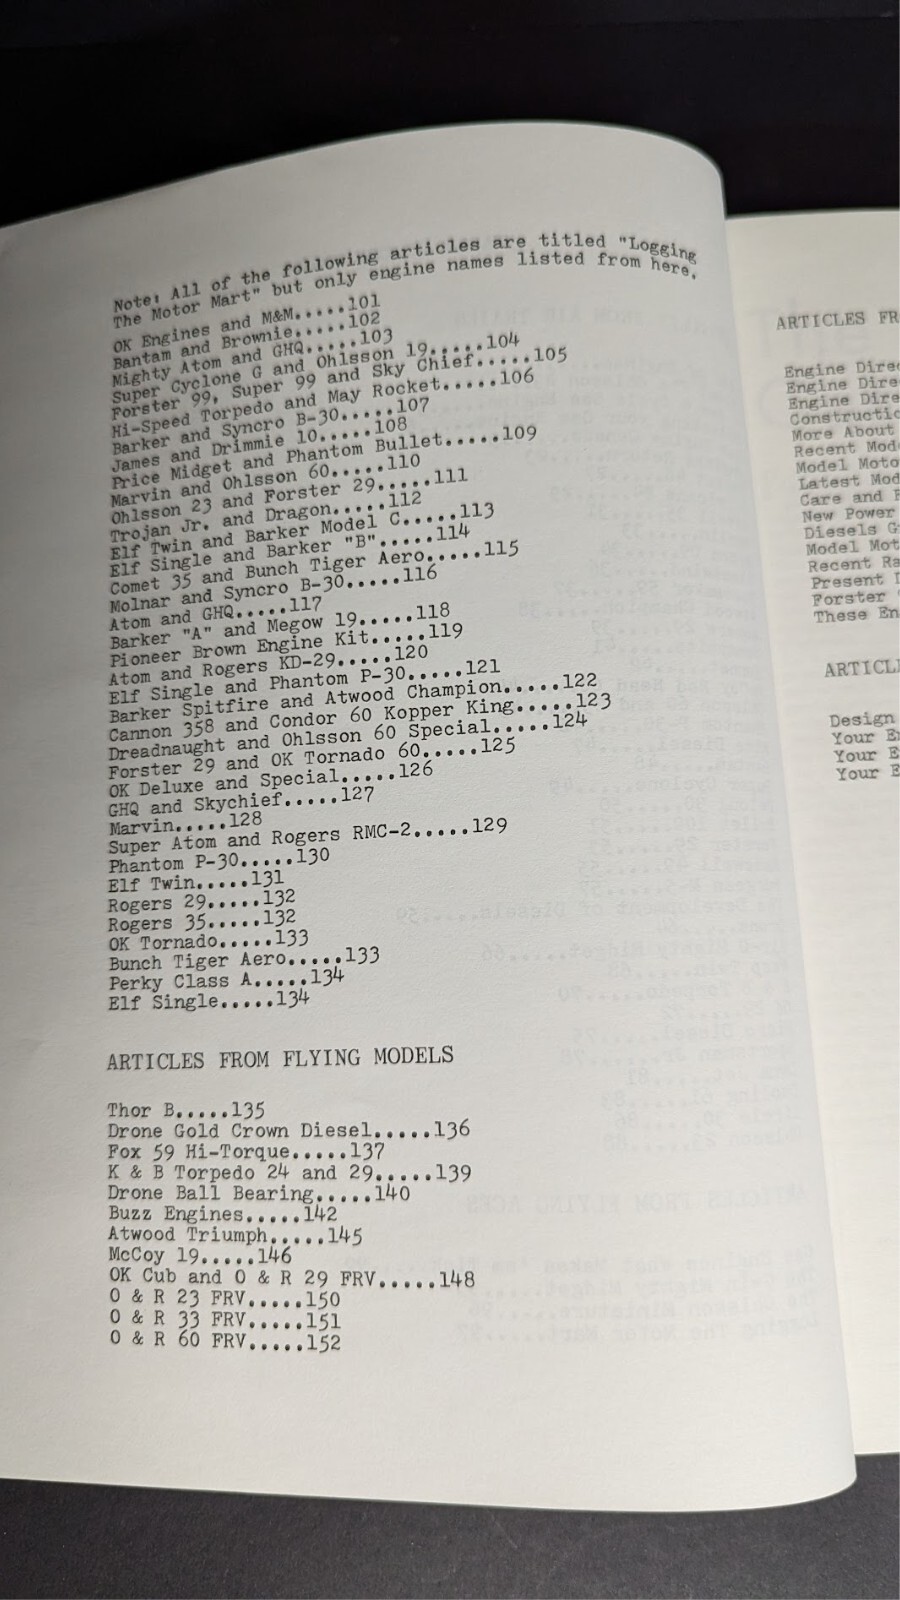 Note: All of the following articles are titled "Logging
The Motor Mart" but only engine names listed from here.
OK Engines and M&M.....101
Bantam and Brownie.....102
Mighty Atom and GHQ.....103
Super Cyclone G and Ohlsson 19.....104
Forster 99, Super 99 and Sky Chief.....105
Hi-Speed Torpedo and May Rocket.....106
Barker and Syncro B-30.....107
James and Drimmie 10.....108
Price Midget and Phantom Bullet.....109
Marvin and Ohlsson 60.....110
Ohlsson 23 and Forster 29.....111
Trojan Jr. and Dragon.....112
Elf Twin and Barker Model C.....113
Elf Single and Barker "B".....114
Comet 35 and Bunch Tiger Aero.....115
Molnar and Syncro B-30.....116
Atom and GHQ.....117
Barker "A" and Megow 19.....118
Pioneer Brown Engine Kit.....119
Atom and Rogers KD-29.....120
Elf Single and Phantom P-30.....121
Barker Spitfire and Atwood Champion.....122
Cannon 358 and Condor 60 Kopper King.....123
Dreadnaught and Ohlsson 60 Special.....124
Forster 29 and OK Tornado 60.....125
OK Deluxe and Special.....126
GHQ and Skychief.....127
Marvin.....128
Super Atom and Rogers RMC-2.....129
Phantom P-30.....130
Elf Twin.....131
Rogers 29.....132
Rogers 35.....132
OK Tornado.....133
Bunch Tiger Aero.....133
Perky Class A.....134
Elf Single.....134
ARTICLES FROM FLYING MODELS
Thor B.....135
Drone Gold Crown Diesel.....136
Fox 59 Hi-Torque.....137
K & B Torpedo 24 and 29.....139
Drone Ball Bearing.....140
Buzz Engines.....142
Atwood Triumph.....145
McCoy 19.....146
OK Cub and O & R 29 FRV.....148
O & R 23 FRV.....150
O & R 33 FRV.....151
O & R 60 FRV.....152
ARTICLES FR
Engine Dire
Engine Dire
Engine Dire
Constructio
More About
Recent Mod
Model Moto
Latest Mod
Care and
New Power
Diesels G
Model Mot
Recent Ra
Present
Forster
These En
ARTICL
Design
Your E
Your E
Your E